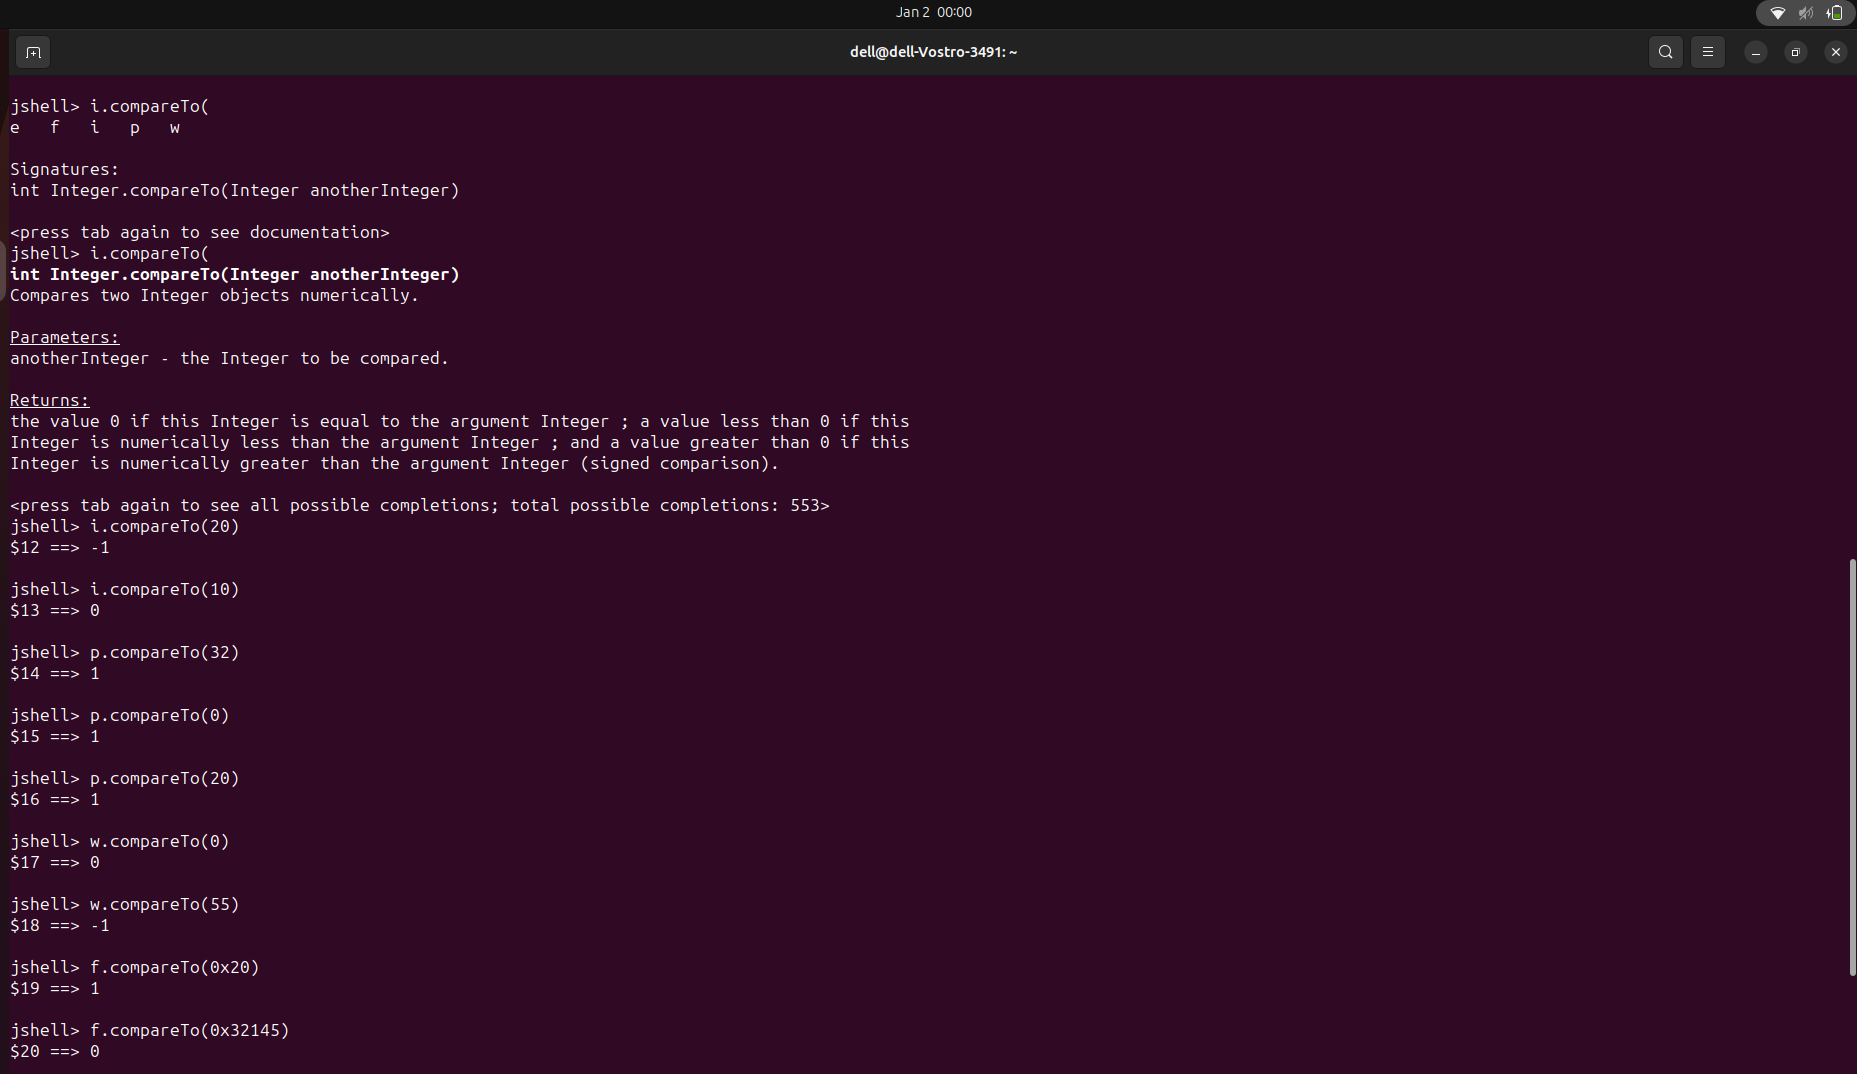 Jan 2 00:00
dell@dell-Vostro-3491: ~
jshell> i.compareTo(
e   f   i   p   w
Signatures:
int Integer.compareTo(Integer anotherInteger)
<press tab again to see documentation>
jshell> i.compareTo(
int Integer.compareTo(Integer anotherInteger)
Compares two Integer objects numerically.
Parameters:
anotherInteger - the Integer to be compared.
Returns:
the value 0 if this Integer is equal to the argument Integer ; a value less than 0 if this
Integer is numerically less than the argument Integer ; and a value greater than 0 if this
Integer is numerically greater than the argument Integer (signed comparison).
<press tab again to see all possible completions; total possible completions: 553>
jshell> i.compareTo(20)
$12 ==> -1
jshell> i.compareTo(10)
$13 ==> 0
jshell> p.compareTo(32)
$14 ==> 1
jshell> p.compareTo(0)
$15 ==> 1
jshell> p.compareTo(20)
$16 ==> 1
jshell> w.compareTo(0)
$17 ==> 0
jshell> w.compareTo(55)
$18 ==> -1
jshell> f.compareTo(0x20)
$19 ==> 1
jshell> f.compareTo(0x32145)
$20 ==> 0